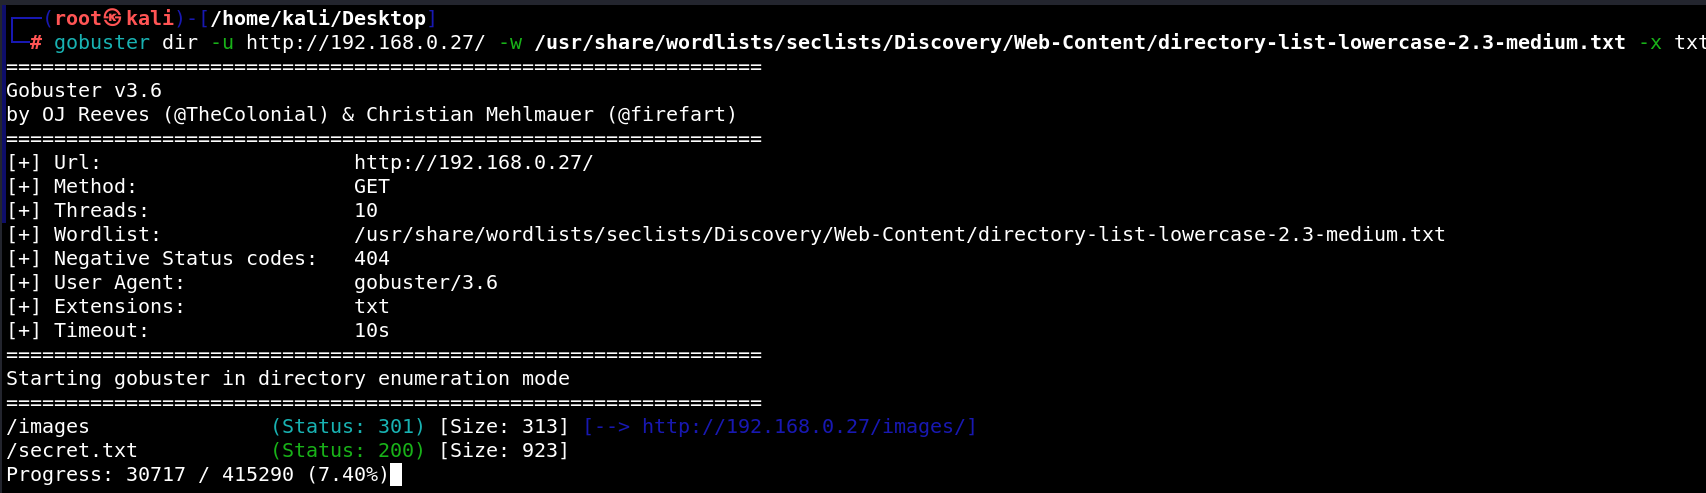 ┌──(root㉿kali)-[/home/kali/Desktop]
└─# gobuster dir -u http://192.168.0.27/ -w /usr/share/wordlists/seclists/Discovery/Web-Content/directory-list-lowercase-2.3-medium.txt -x txt
===============================================================
Gobuster v3.6
by OJ Reeves (@TheColonial) & Christian Mehlmauer (@firefart)
===============================================================
[+] Url:                     http://192.168.0.27/
[+] Method:                  GET
[+] Threads:                 10
[+] Wordlist:                /usr/share/wordlists/seclists/Discovery/Web-Content/directory-list-lowercase-2.3-medium.txt
[+] Negative Status codes:   404
[+] User Agent:              gobuster/3.6
[+] Extensions:              txt
[+] Timeout:                 10s
===============================================================
Starting gobuster in directory enumeration mode
===============================================================
/images               (Status: 301) [Size: 313] [--> http://192.168.0.27/images/]
/secret.txt           (Status: 200) [Size: 923]
Progress: 30717 / 415290 (7.40%)